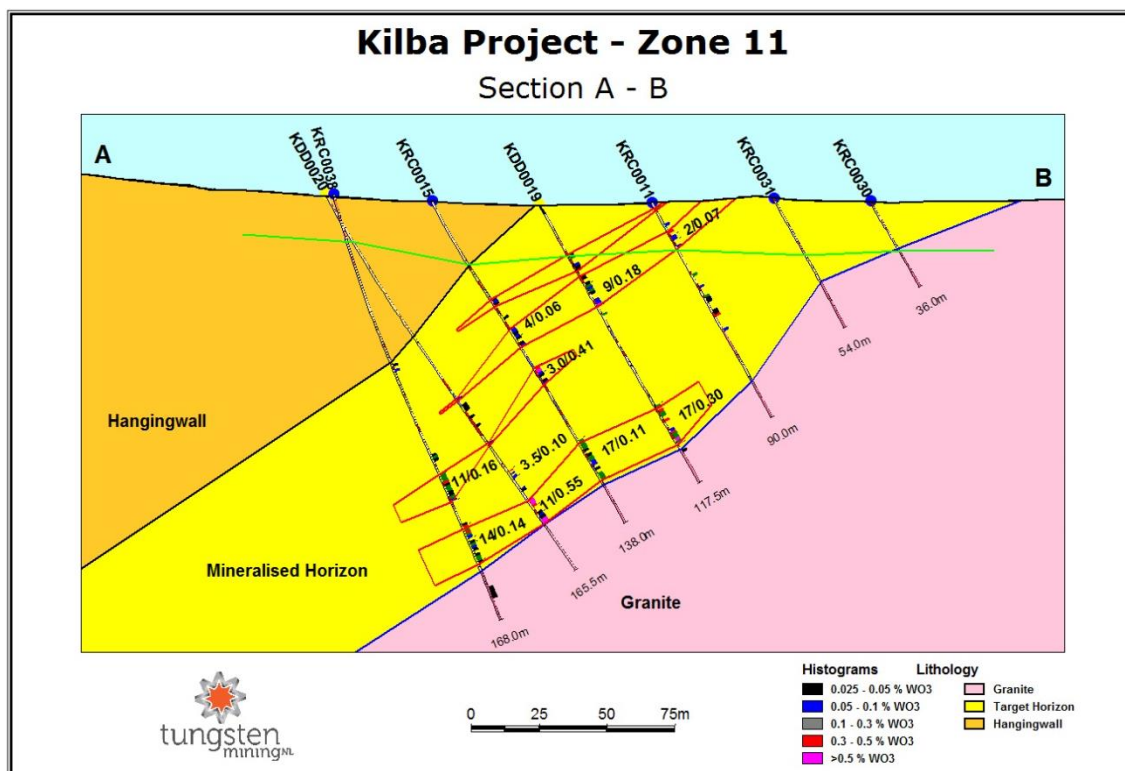 Kilba Project - Zone 11
Section A - B
A
KDD0020
KRC0038
KRC0015
KDD0019
KRC0011
KRC0031
KRC0030
B
2/0.07
9/0.18
4/0.06
3.0/0.41
17/0.30
17/0.11
3.5/0.10
11/0.55
11/0.16
14/0.14
36.0m
54.0m
90.0m
117.5m
138.0m
165.5m
168.0m
Hangingwall
Mineralised Horizon
Granite
tungsten
miningNL
0 25 50 75m
Histograms Lithology
0.025 - 0.05 % WO3 Granite
0.05 - 0.1 % WO3 Target Horizon
0.1 - 0.3 % WO3 Hangingwall
0.3 - 0.5 % WO3
>0.5 % WO3